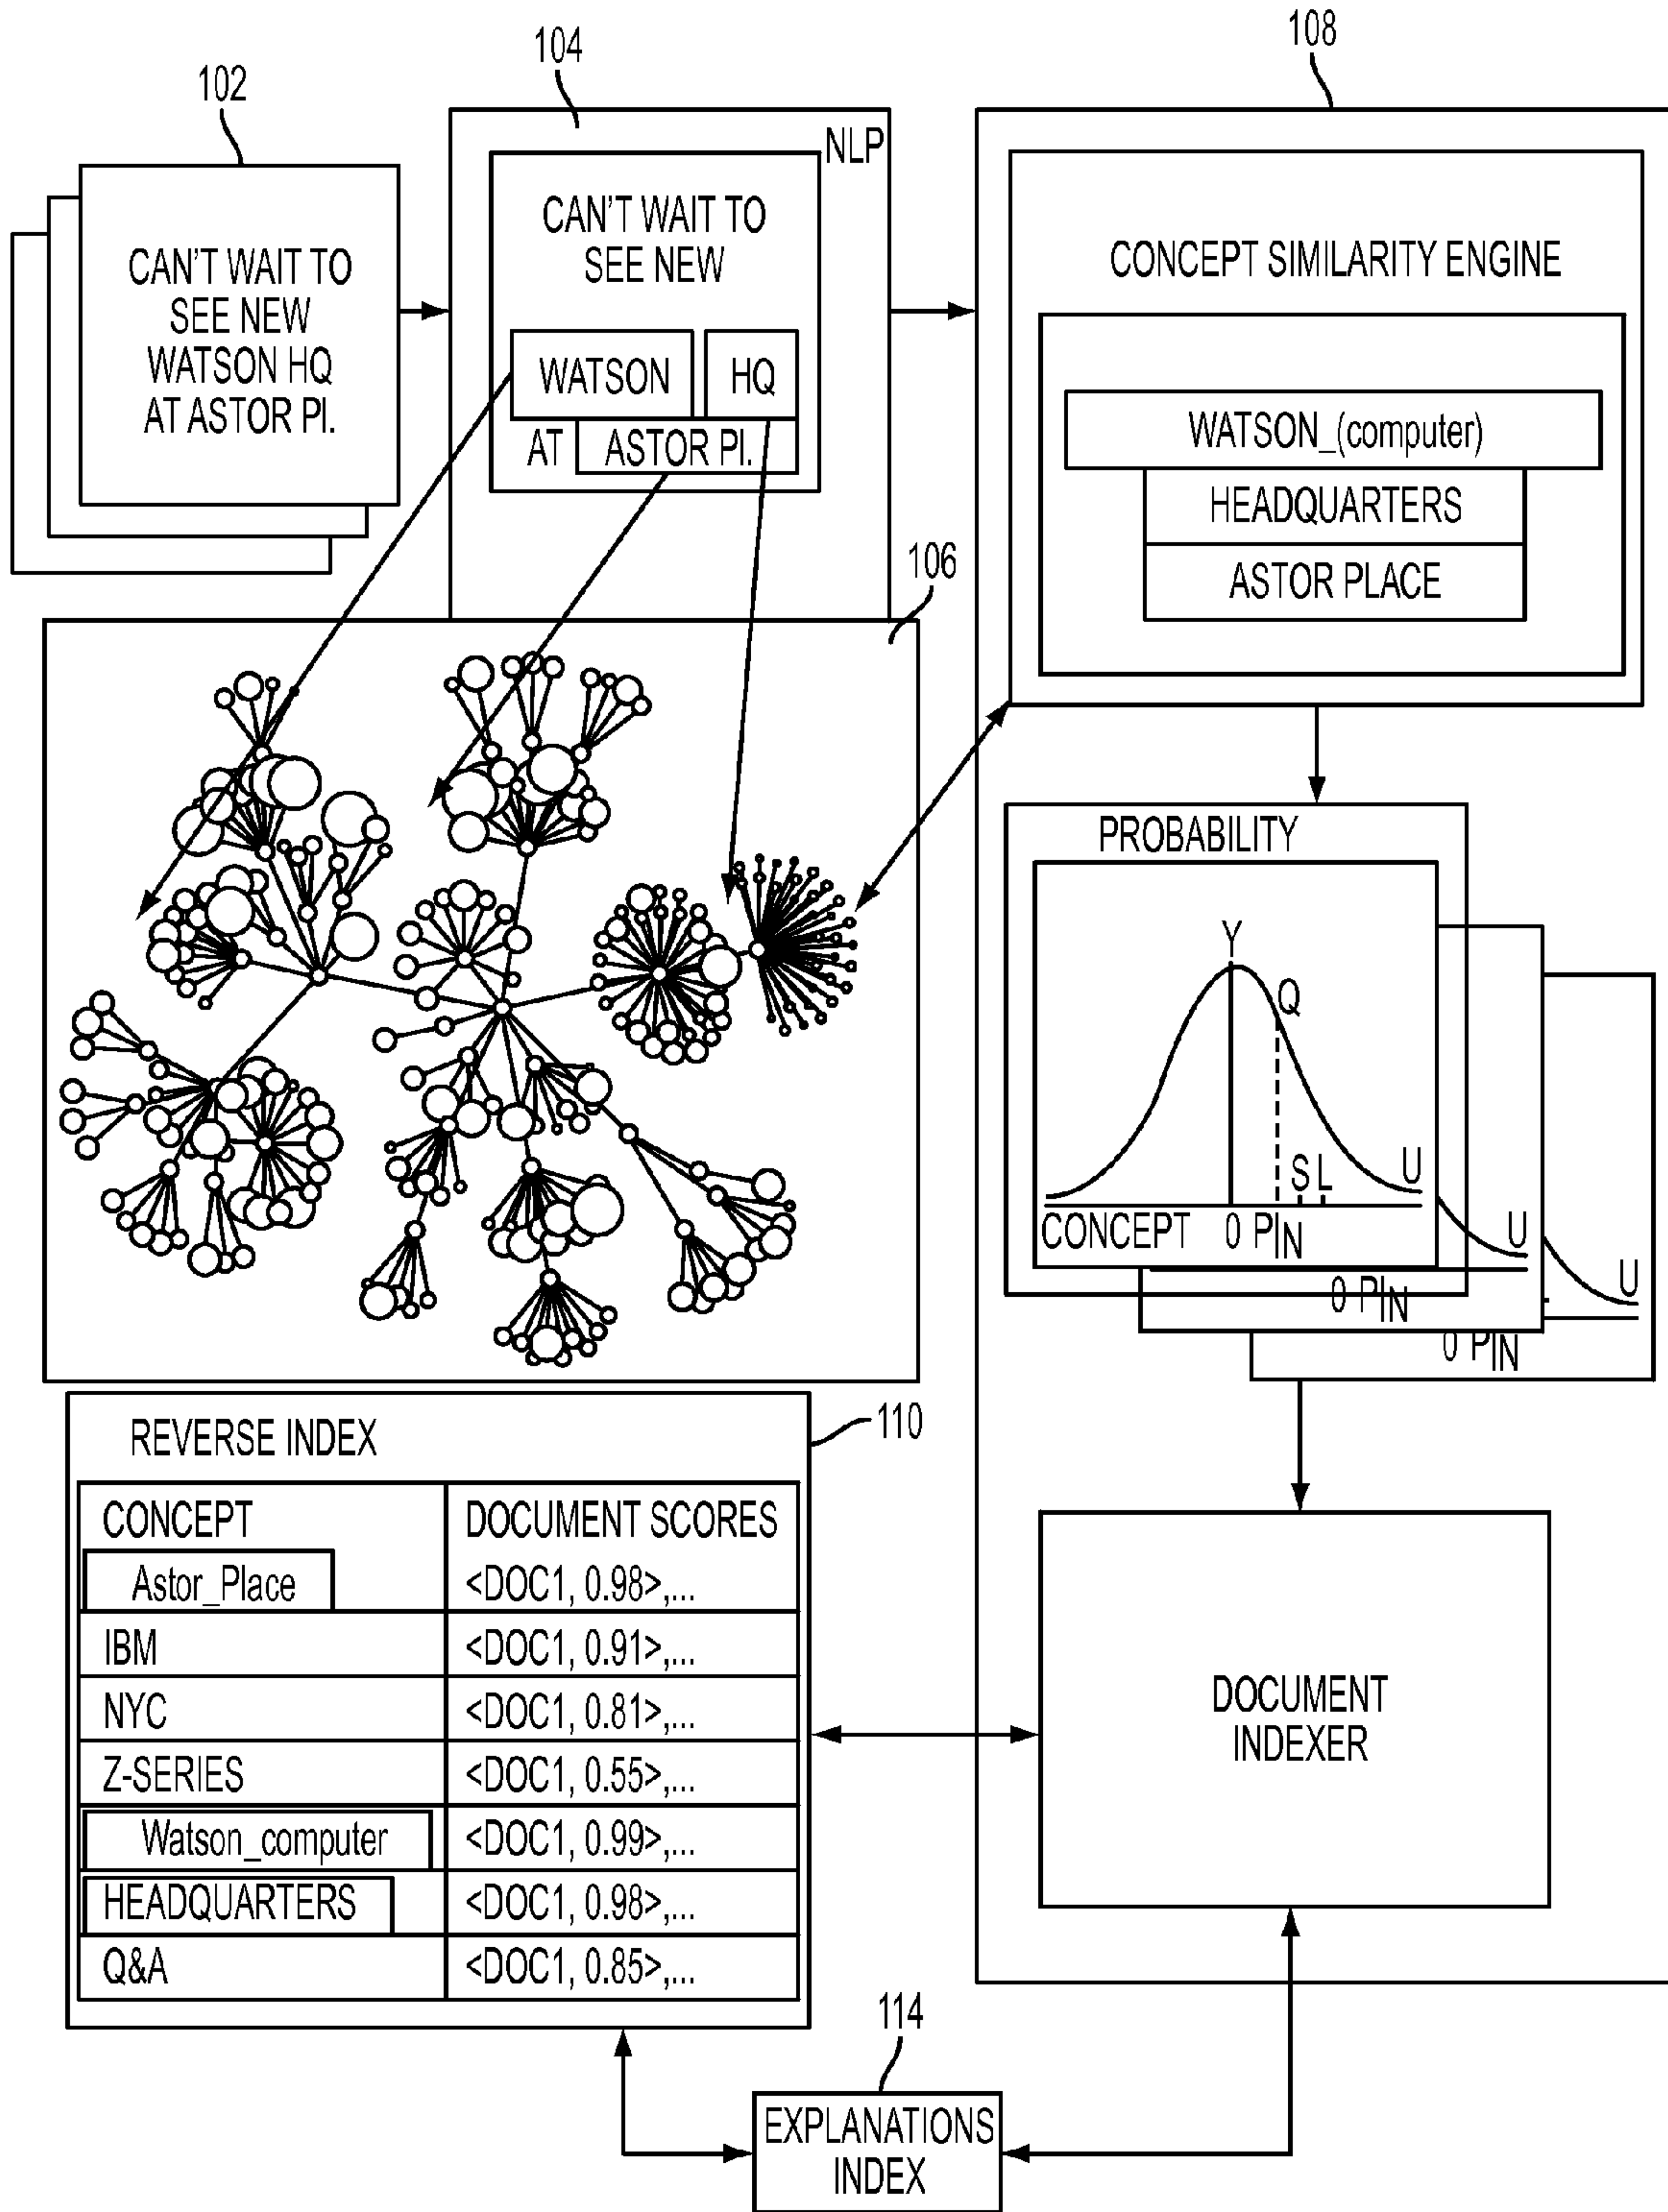 102
CAN'T WAIT TO
SEE NEW
WATSON HQ
AT ASTOR Pl.
104
NLP
CAN'T WAIT TO
SEE NEW
WATSON HQ
AT ASTOR Pl.
108
CONCEPT SIMILARITY ENGINE
WATSON_(computer)
HEADQUARTERS
ASTOR PLACE
106
PROBABILITY
Y
Q
S L U
CONCEPT 0 PIN
U
0 PIN
U
0 PIN
110
REVERSE INDEX
CONCEPT DOCUMENT SCORES
Astor_Place <DOC1, 0.98>,...
IBM <DOC1, 0.91>,...
NYC <DOC1, 0.81>,...
Z-SERIES <DOC1, 0.55>,...
Watson_computer <DOC1, 0.99>,...
HEADQUARTERS <DOC1, 0.98>,...
Q&A <DOC1, 0.85>,...
DOCUMENT
INDEXER
114
EXPLANATIONS
INDEX